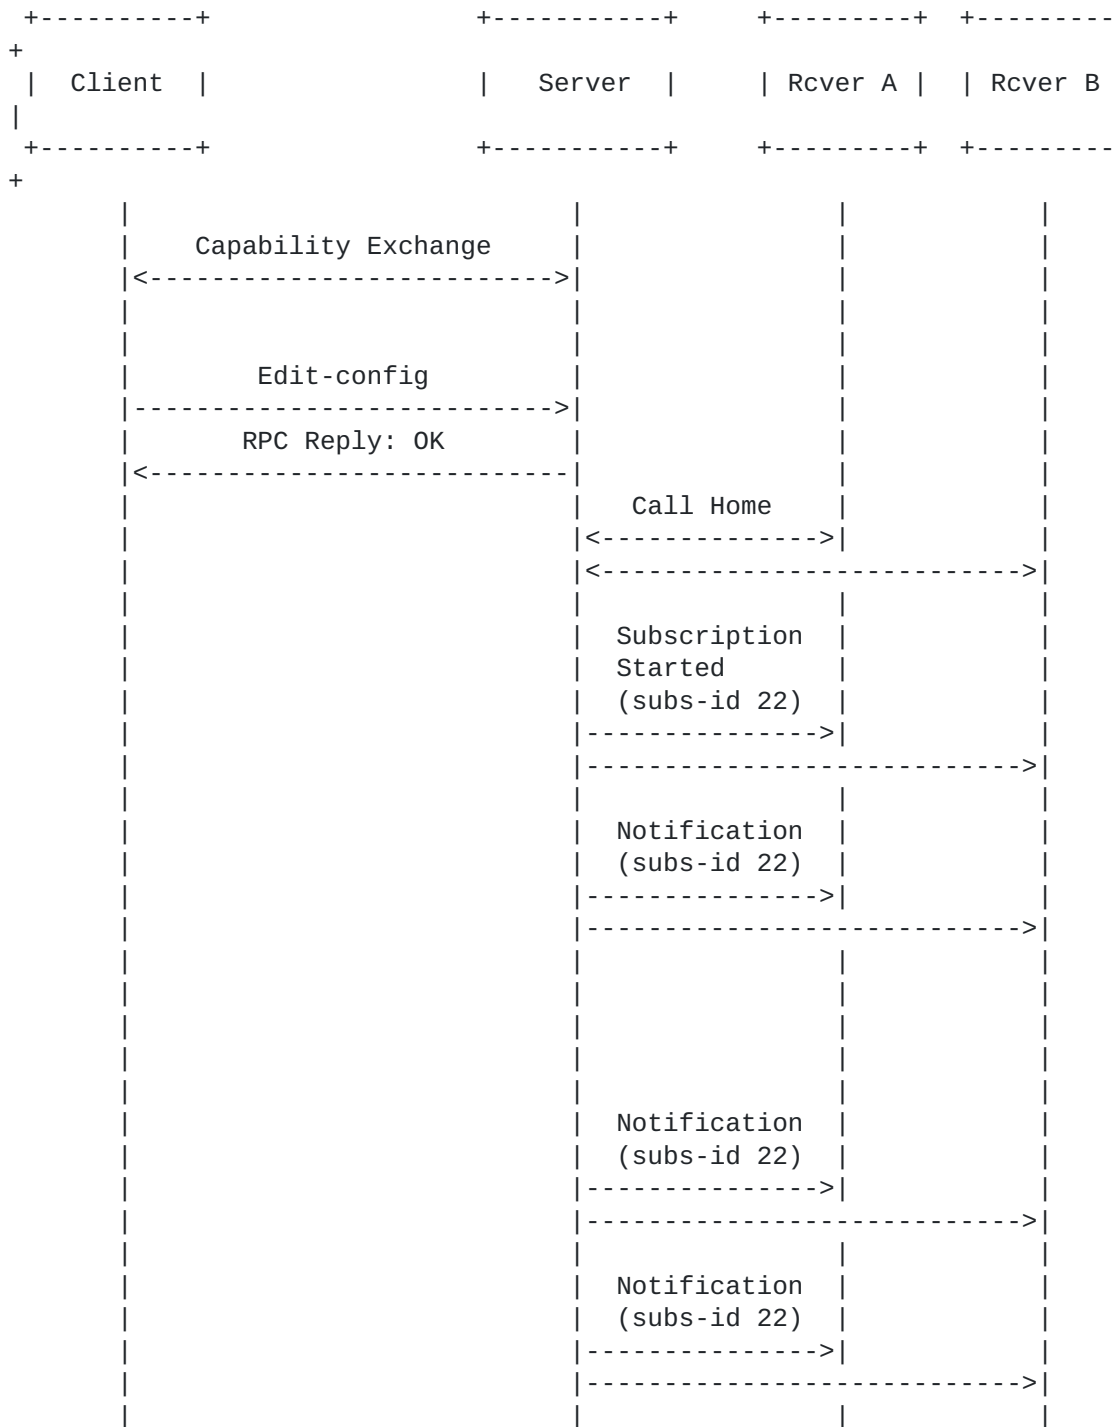 Client Server Rcver A Rcver B
Capability Exchange
Edit-config
RPC Reply: OK
Call Home
Subscription
Started
(subs-id 22)
Notification
(subs-id 22)
Notification
(subs-id 22)
Notification
(subs-id 22)